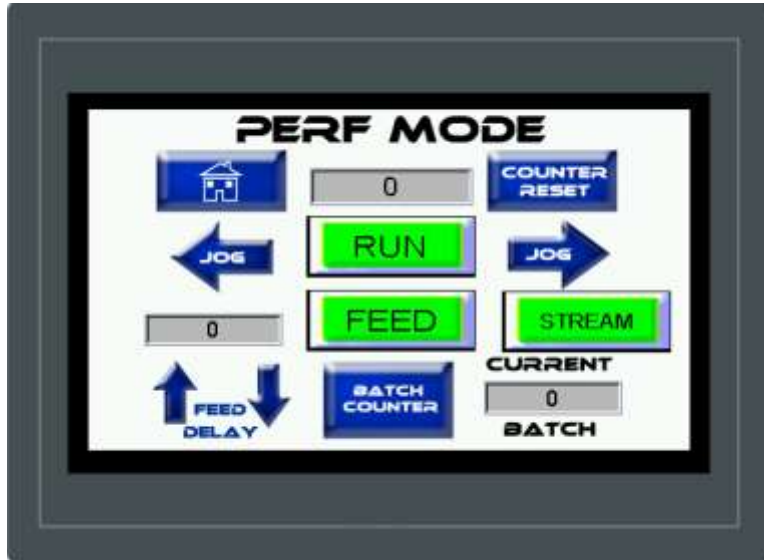 PERF MODE
0
COUNTER
RESET
JOG
RUN
JOG
0
FEED
STREAM
FEED
DELAY
BATCH
COUNTER
CURRENT
0
BATCH